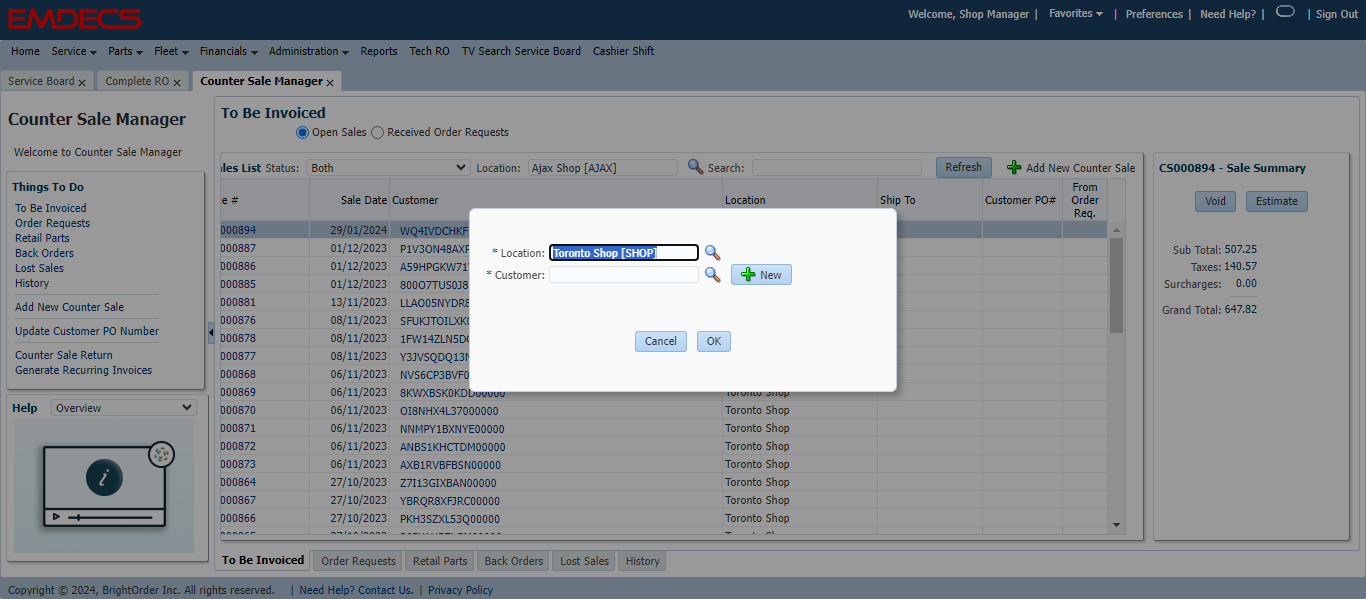 EMDECS
Welcome, Shop Manager | Favorites | Preferences | Need Help? | | Sign Out
Home Service Parts Fleet Financials Administration Reports Tech RO TV Search Service Board Cashier Shift
Service Board x Complete RO x Counter Sale Manager x
Counter Sale Manager
Welcome to Counter Sale Manager
Things To Do
To Be Invoiced
Order Requests
Retail Parts
Back Orders
Lost Sales
History
Add New Counter Sale
Update Customer PO Number
Counter Sale Return
Generate Recurring Invoices
Help Overview
i
To Be Invoiced
Open Sales Received Order Requests
ales List Status: Both Location: Ajax Shop [AJAX] Search: Refresh Add New Counter Sale
e # Sale Date Customer Location Ship To Customer PO# From Order Req.
000894 29/01/2024 WQ4IVDCHKF
000887 01/12/2023 P1V3ON48AXF
000886 01/12/2023 A59HPGKW71
000885 01/12/2023 800O7TUS0J8
000881 13/11/2023 LLAO05NYDR8
000876 08/11/2023 SFUKJTOILXK
000878 08/11/2023 1FW14ZLN5D
000877 08/11/2023 Y3JVSQDQ13
000868 06/11/2023 NVS6CP3BVF0
000869 06/11/2023 8KWXBSK0KDD00000 Toronto Shop
000870 06/11/2023 OI8NHX4L37000000 Toronto Shop
000871 06/11/2023 NNMPY1BXNYE00000 Toronto Shop
000872 06/11/2023 ANBS1KHCTDM00000 Toronto Shop
000873 06/11/2023 AXB1RVBFBSN00000 Toronto Shop
000864 27/10/2023 Z7I13GIXBAN00000 Toronto Shop
000867 27/10/2023 YBRQR8XFJRC00000 Toronto Shop
000866 27/10/2023 PKH3SZXL53Q00000 Toronto Shop
* Location: Toronto Shop [SHOP]
* Customer: New
Cancel OK
CS000894 - Sale Summary
Void Estimate
Sub Total: 507.25
Taxes: 140.57
Surcharges: 0.00
Grand Total: 647.82
To Be Invoiced Order Requests Retail Parts Back Orders Lost Sales History
Copyright © 2024, BrightOrder Inc. All rights reserved. | Need Help? Contact Us. | Privacy Policy